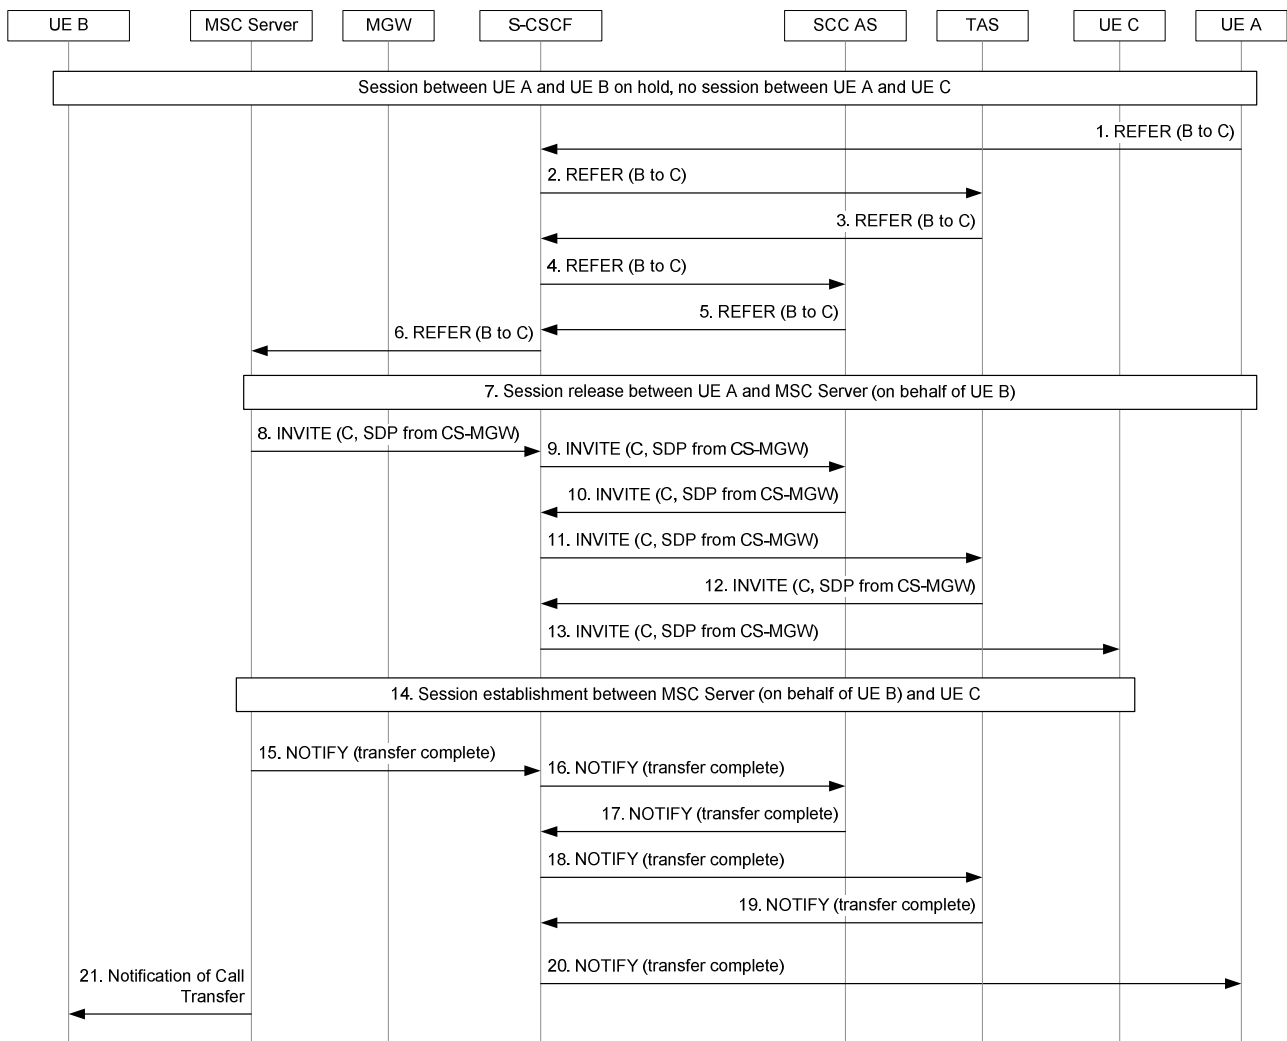 UE B
MSC Server
MGW
S-CSCF
SCC AS
TAS
UE C
UE A
Session between UE A and UE B on hold, no session between UE A and UE C
1. REFER (B to C)
2. REFER (B to C)
3. REFER (B to C)
4. REFER (B to C)
5. REFER (B to C)
6. REFER (B to C)
7. Session release between UE A and MSC Server (on behalf of UE B)
8. INVITE (C, SDP from CS-MGW)
9. INVITE (C, SDP from CS-MGW)
10. INVITE (C, SDP from CS-MGW)
11. INVITE (C, SDP from CS-MGW)
12. INVITE (C, SDP from CS-MGW)
13. INVITE (C, SDP from CS-MGW)
14. Session establishment between MSC Server (on behalf of UE B) and UE C
15. NOTIFY (transfer complete)
16. NOTIFY (transfer complete)
17. NOTIFY (transfer complete)
18. NOTIFY (transfer complete)
19. NOTIFY (transfer complete)
20. NOTIFY (transfer complete)
21. Notification of Call
Transfer